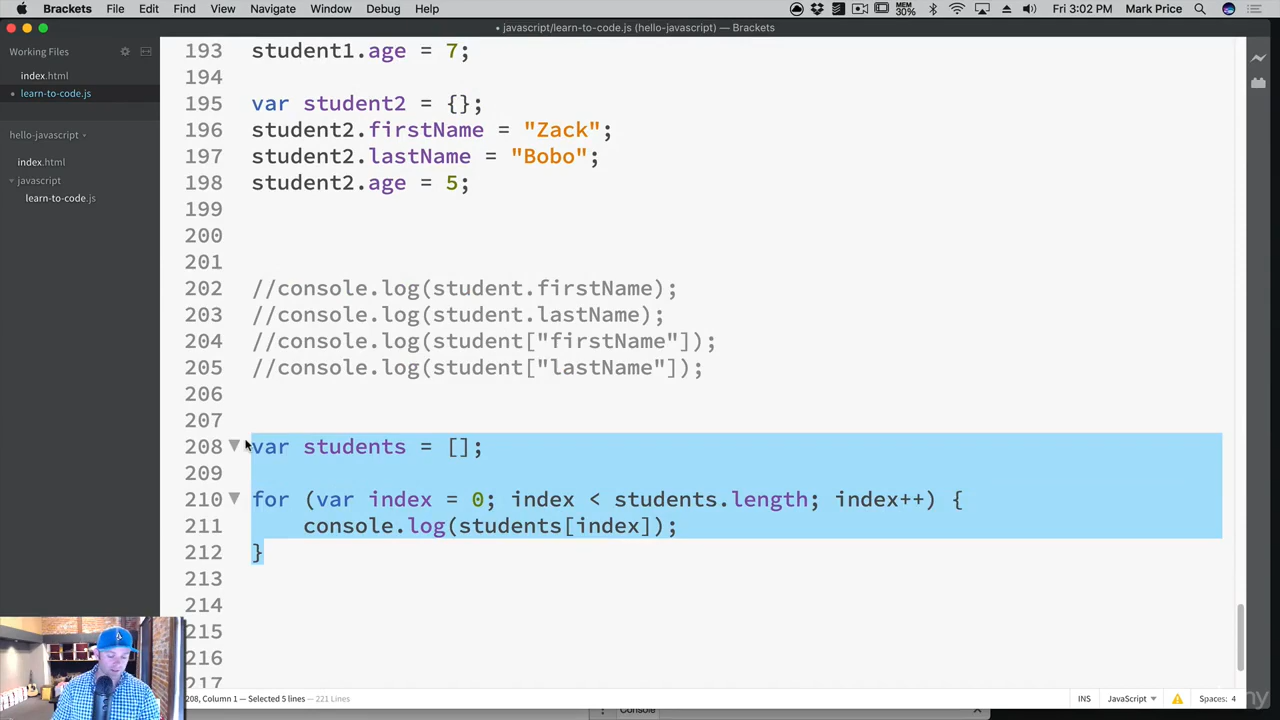 Brackets File Edit Find View Navigate Window Debug Help MEM 30% Fri 3:02 PM Mark Price
• javascript/learn-to-code.js (hello-javascript) — Brackets
Working Files
index.html
• learn-to-code.js
hello-javascript
index.html
javascript
learn-to-code.js
193 student1.age = 7;
194
195 var student2 = {};
196 student2.firstName = "Zack";
197 student2.lastName = "Bobo";
198 student2.age = 5;
199
200
201
202 //console.log(student.firstName);
203 //console.log(student.lastName);
204 //console.log(student["firstName"]);
205 //console.log(student["lastName"]);
206
207
208 var students = [];
209
210 for (var index = 0; index < students.length; index++) {
211 console.log(students[index]);
212 }
213
214
215
216
217
208, Column 1 — Selected 5 lines — 221 Lines
INS JavaScript Spaces: 4
Console